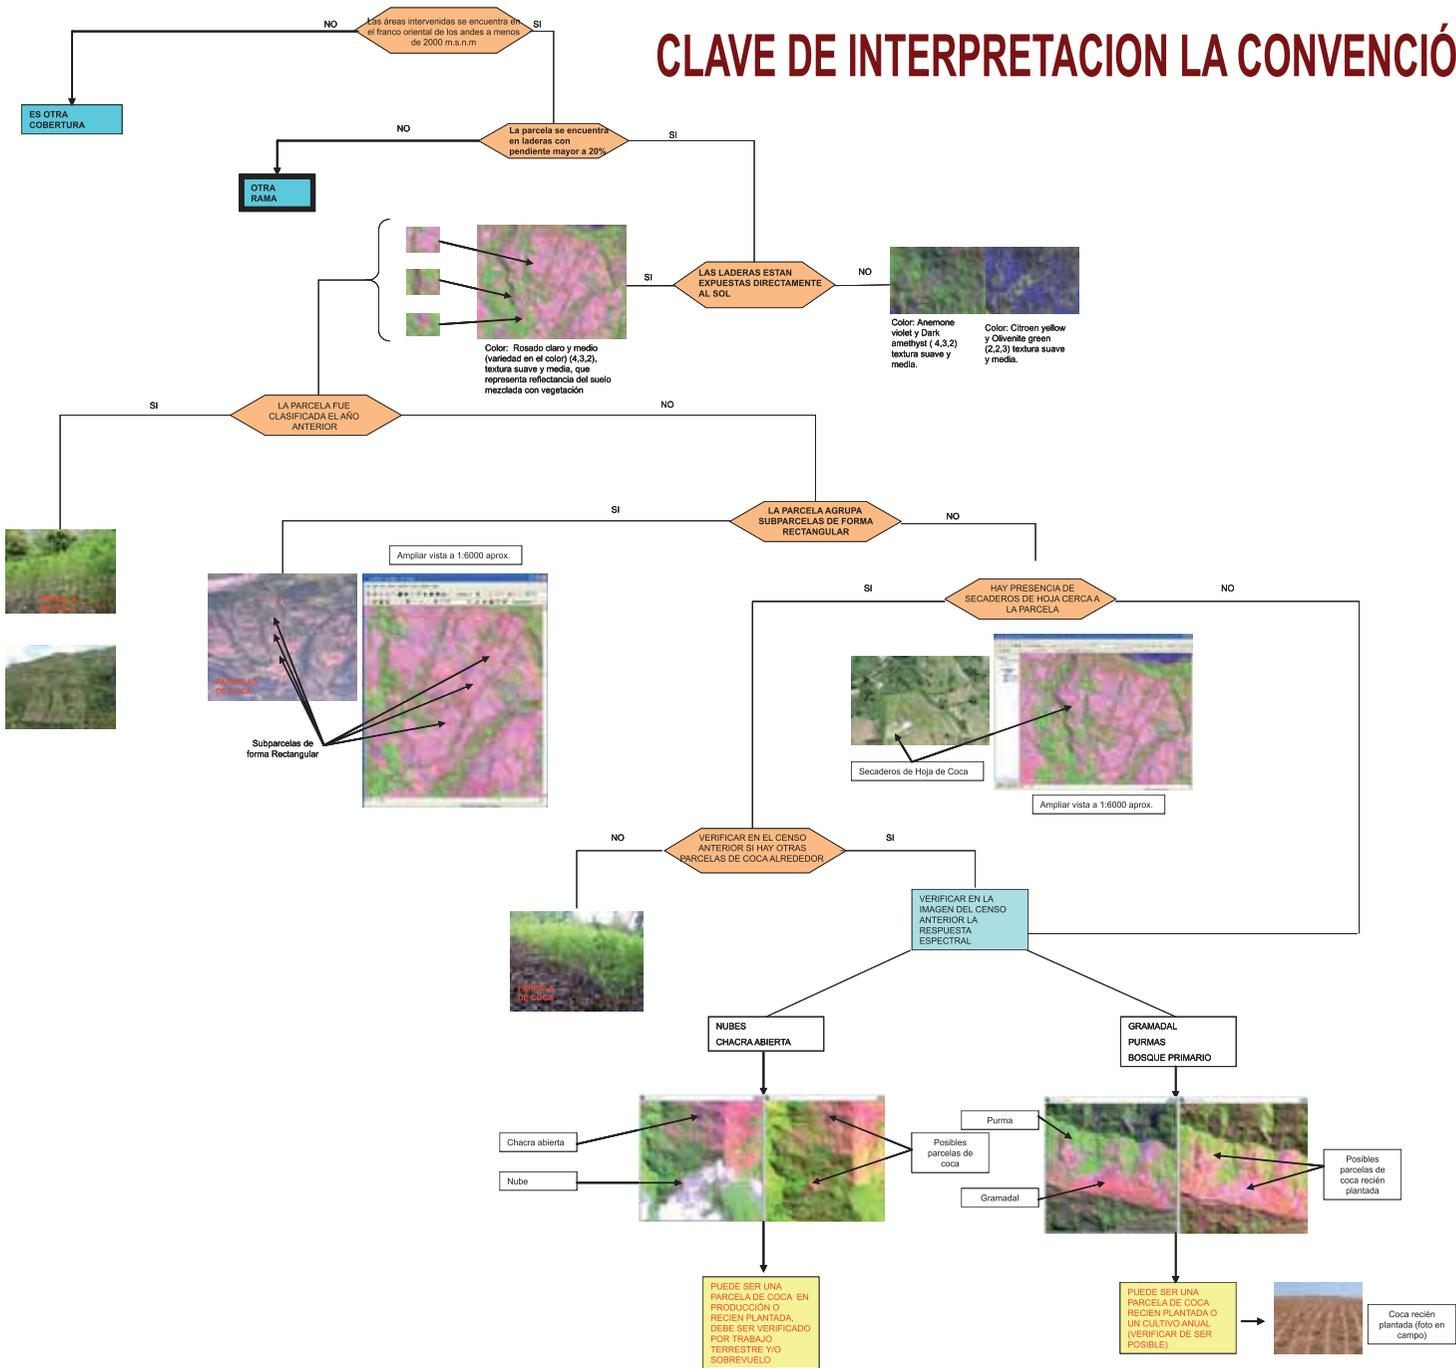 CLAVE DE INTERPRETACION LA CONVENCIÓ
Las áreas intervenidas se encuentra en
el franco oriental de los andes a menos
de 2000 m.s.n.m
NO
SI
ES OTRA
COBERTURA
La parcela se encuentra
en laderas con
pendiente mayor a 20%
NO
SI
OTRA
RAMA
LAS LADERAS ESTAN
EXPUESTAS DIRECTAMENTE
AL SOL
SI
NO
Color: Rosado claro y medio
(variedad en el color) (4,3,2),
textura suave y media, que
representa reflectancia del suelo
mezclada con vegetación
Color: Anemone
violet y Dark
amethyst ( 4,3,2)
textura suave y
media.
Color: Citroen yellow
y Olivenite green
(2,2,3) textura suave
y media.
LA PARCELA FUE
CLASIFICADA EL AÑO
ANTERIOR
SI
NO
PARCELA
DE COCA
LA PARCELA AGRUPA
SUBPARCELAS DE FORMA
RECTANGULAR
SI
NO
Ampliar vista a 1:6000 aprox.
PARCELAS
DE COCA
Subparcelas de
forma Rectangular
HAY PRESENCIA DE
SECADEROS DE HOJA CERCA A
LA PARCELA
SI
NO
Secaderos de Hoja de Coca
Ampliar vista a 1:6000 aprox.
VERIFICAR EN EL CENSO
ANTERIOR SI HAY OTRAS
PARCELAS DE COCA ALREDEDOR
NO
SI
PARCELA
DE COCA
VERIFICAR EN LA
IMAGEN DEL CENSO
ANTERIOR LA
RESPUESTA
ESPECTRAL
NUBES
CHACRA ABIERTA
GRAMADAL
PURMAS
BOSQUE PRIMARIO
Chacra abierta
Nube
Posibles
parcelas de
coca
Purma
Gramadal
Posibles
parcelas de
coca recién
plantada
PUEDE SER UNA
PARCELA DE COCA EN
PRODUCCIÓN O
RECIEN PLANTADA,
DEBE SER VERIFICADO
POR TRABAJO
TERRESTRE Y/O
SOBREVUELO
PUEDE SER UNA
PARCELA DE COCA
RECIEN PLANTADA O
UN CULTIVO ANUAL
(VERIFICAR DE SER
POSIBLE)
Coca recién
plantada (foto en
campo)